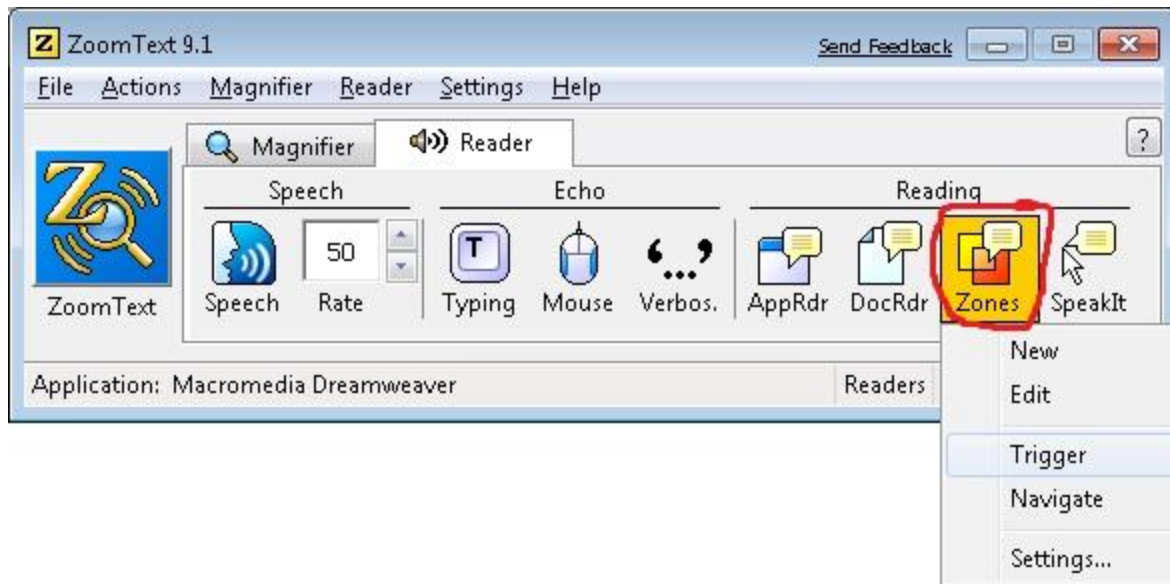 Z ZoomText 9.1 Send Feedback
File Actions Magnifier Reader Settings Help
Magnifier Reader ?
Speech Echo Reading
50 T
ZoomText Speech Rate Typing Mouse Verbos. AppRdr DocRdr Zones SpeakIt
New
Application: Macromedia Dreamweaver Readers
Edit
Trigger
Navigate
Settings...